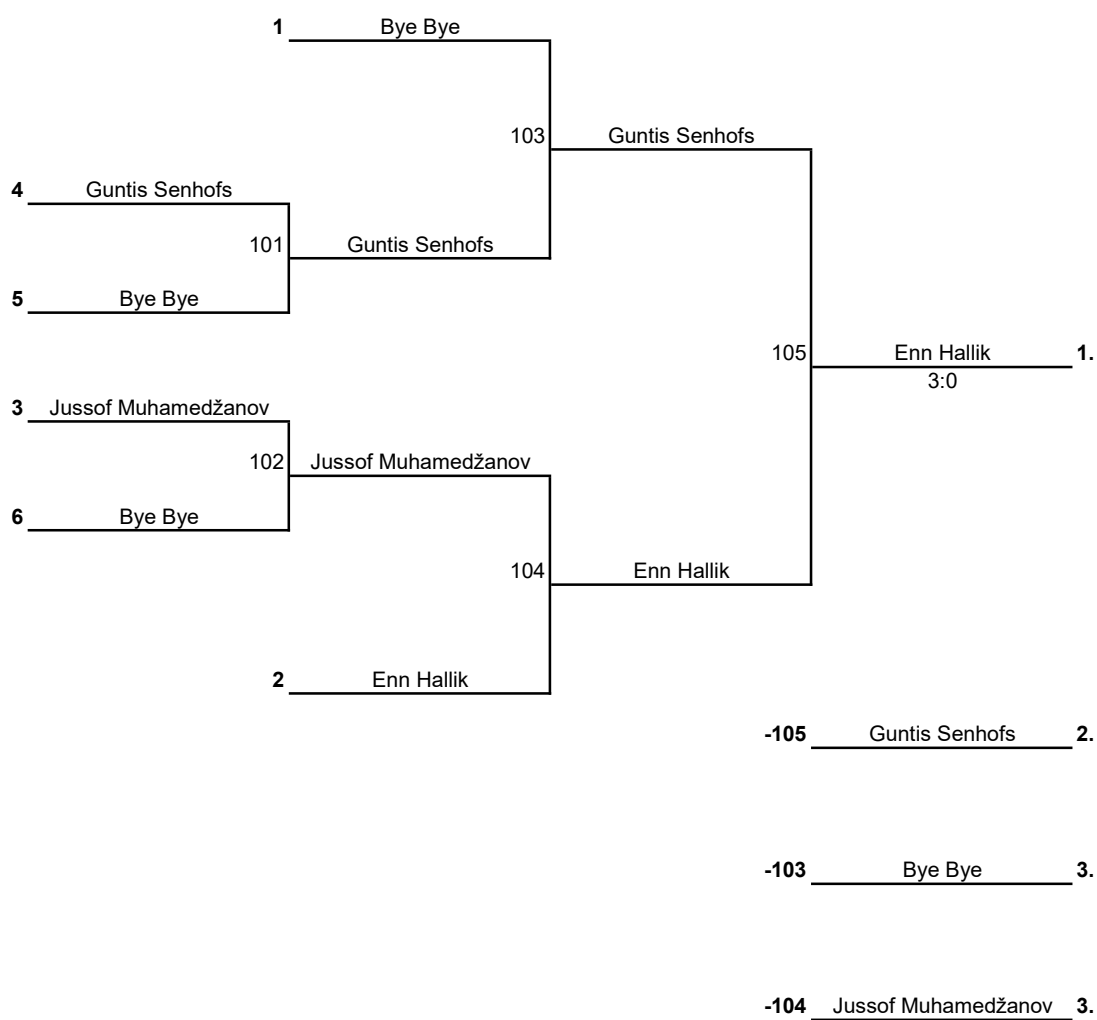 1 Bye Bye
103 Guntis Senhofs
4 Guntis Senhofs
101 Guntis Senhofs
5 Bye Bye
105 Enn Hallik 1.
3:0
3 Jussof Muhamedžanov
102 Jussof Muhamedžanov
6 Bye Bye
104 Enn Hallik
2 Enn Hallik
-105 Guntis Senhofs 2.
-103 Bye Bye 3.
-104 Jussof Muhamedžanov 3.